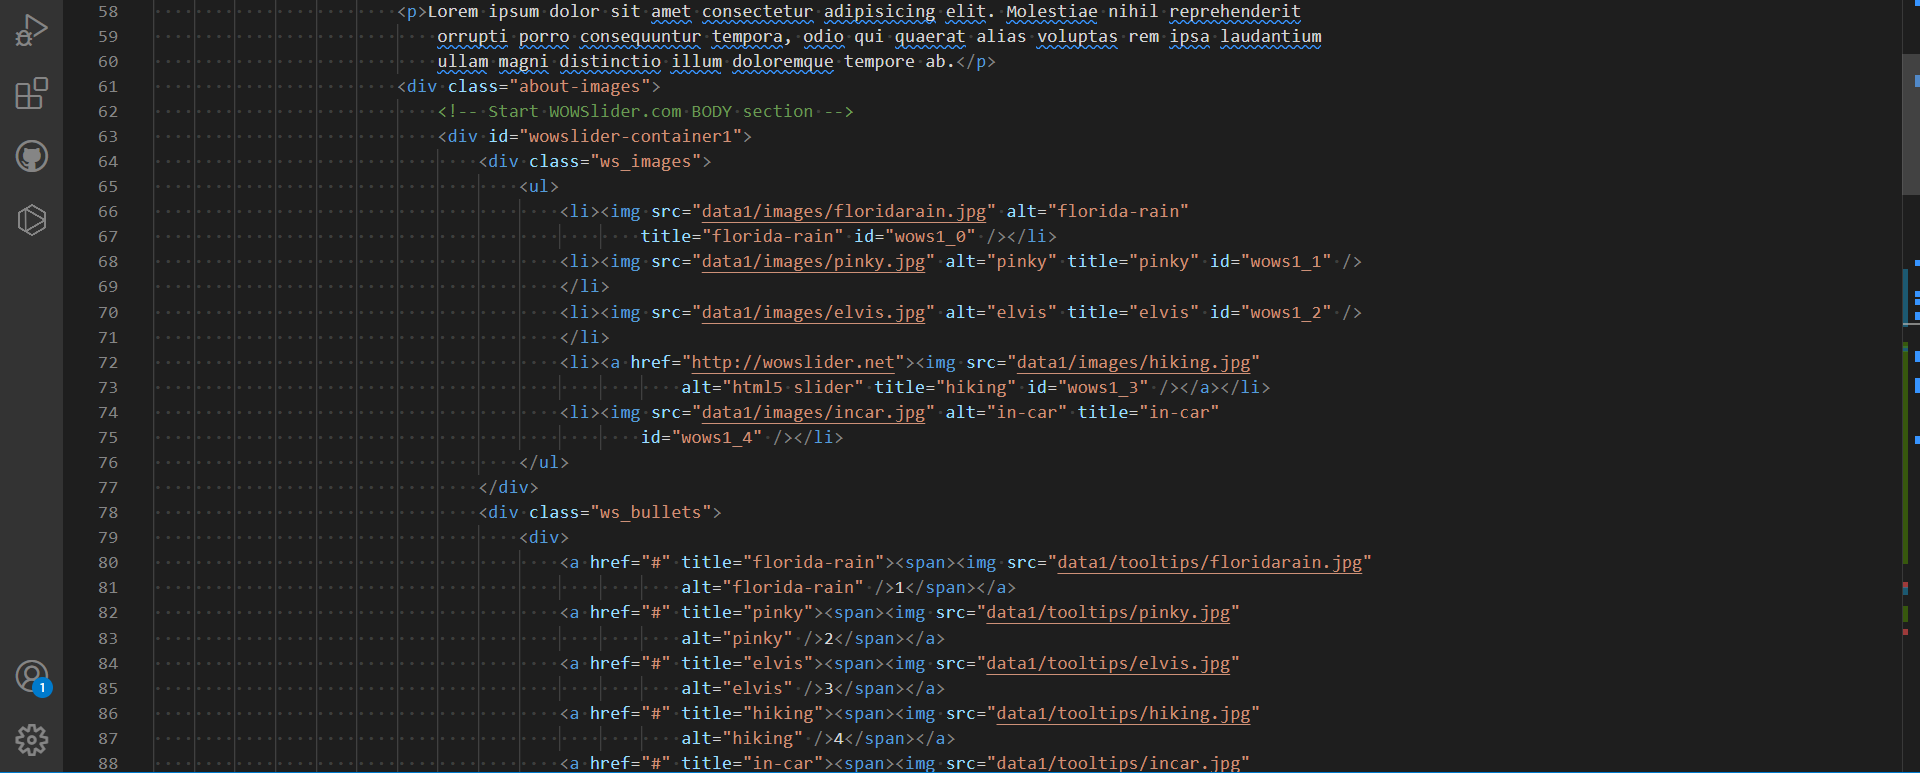 58 <p>Lorem ipsum dolor sit amet consectetur adipisicing elit. Molestiae nihil reprehenderit
59 orrupti porro consequuntur tempora, odio qui quaerat alias voluptas rem ipsa laudantium
60 ullam magni distinctio illum doloremque tempore ab.</p>
61 <div class="about-images">
62 <!-- Start WOWSlider.com BODY section -->
63 <div id="wowslider-container1">
64 <div class="ws_images">
65 <ul>
66 <li><img src="data1/images/floridarain.jpg" alt="florida-rain"
67 title="florida-rain" id="wows1_0" /></li>
68 <li><img src="data1/images/pinky.jpg" alt="pinky" title="pinky" id="wows1_1" />
69 </li>
70 <li><img src="data1/images/elvis.jpg" alt="elvis" title="elvis" id="wows1_2" />
71 </li>
72 <li><a href="http://wowslider.net"><img src="data1/images/hiking.jpg"
73 alt="html5 slider" title="hiking" id="wows1_3" /></a></li>
74 <li><img src="data1/images/incar.jpg" alt="in-car" title="in-car"
75 id="wows1_4" /></li>
76 </ul>
77 </div>
78 <div class="ws_bullets">
79 <div>
80 <a href="#" title="florida-rain"><span><img src="data1/tooltips/floridarain.jpg"
81 alt="florida-rain" />1</span></a>
82 <a href="#" title="pinky"><span><img src="data1/tooltips/pinky.jpg"
83 alt="pinky" />2</span></a>
84 <a href="#" title="elvis"><span><img src="data1/tooltips/elvis.jpg"
85 alt="elvis" />3</span></a>
86 <a href="#" title="hiking"><span><img src="data1/tooltips/hiking.jpg"
87 alt="hiking" />4</span></a>
88 <a href="#" title="in-car"><span><img src="data1/tooltips/incar.jpg"
1